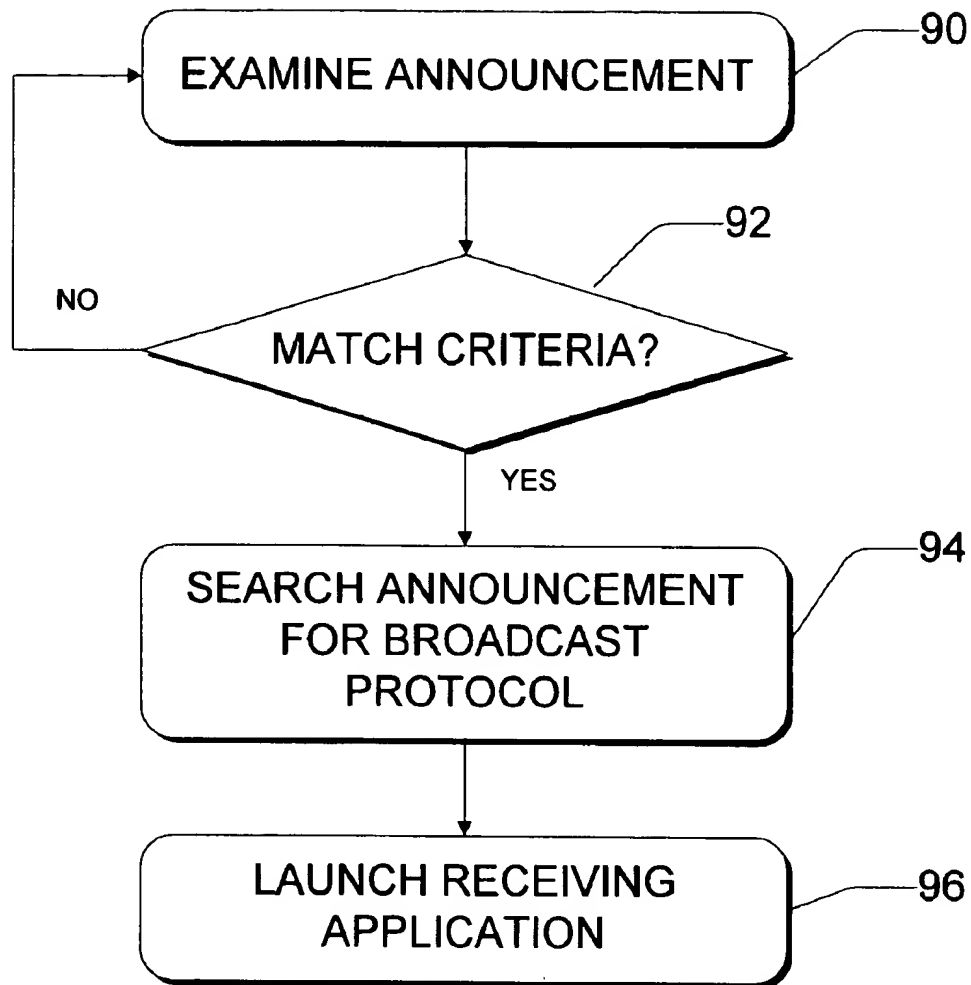 90
EXAMINE ANNOUNCEMENT
92
NO
MATCH CRITERIA?
YES
94
SEARCH ANNOUNCEMENT
FOR BROADCAST
PROTOCOL
96
LAUNCH RECEIVING
APPLICATION